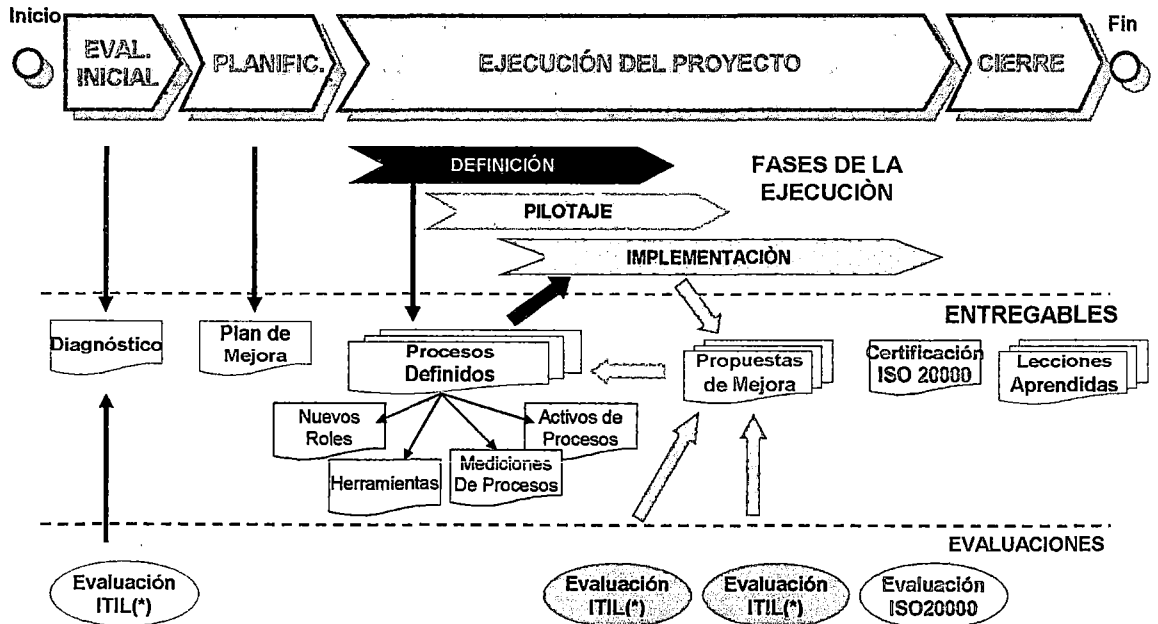 Inicio
Fin
EVAL.
INICIAL
PLANIFIC.
EJECUCIÓN DEL PROYECTO
CIERRE
DEFINICIÓN
FASES DE LA
EJECUCIÒN
PILOTAJE
IMPLEMENTACIÒN
ENTREGABLES
Diagnóstico
Plan de
Mejora
Procesos
Definidos
Propuestas
de Mejora
Certificación
ISO 20000
Lecciones
Aprendidas
Nuevos
Roles
Herramientas
Mediciones
De Procesos
Activos de
Procesos
EVALUACIONES
Evaluación
ITIL(*)
Evaluación
ITIL(*)
Evaluación
ITIL(*)
Evaluación
ISO20000